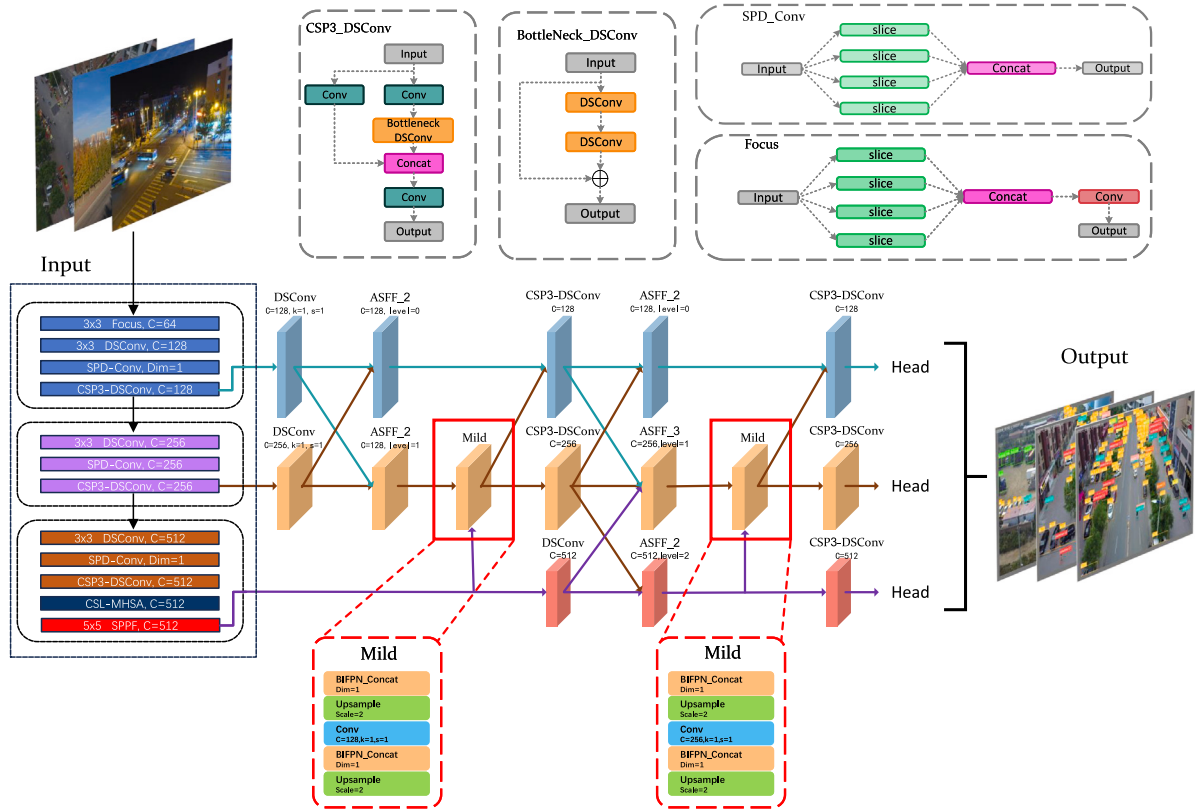 CSP3_DSConv
Input
Conv
Conv
Bottleneck
DSConv
Concat
Conv
Output
BottleNeck_DSConv
Input
DSConv
DSConv
Output
SPD_Conv
Input
slice
slice
slice
slice
Concat
Output
Focus
Input
slice
slice
slice
slice
Concat
Conv
Output
Input
3x3 Focus, C=64
3x3 DSConv, C=128
SPD-Conv, Dim=1
CSP3-DSConv, C=128
3x3 DSConv, C=256
SPD-Conv, C=256
CSP3-DSConv, C=256
3x3 DSConv, C=512
SPD-Conv, Dim=1
CSP3-DSConv, C=512
CSL-MHSA, C=512
5x5 SPPF, C=512
DSConv
C=128, k=1, s=1
ASFF_2
C=128, level=0
CSP3-DSConv
C=128
ASFF_2
C=128, level=0
CSP3-DSConv
C=128
Head
DSConv
C=256, k=1, s=1
ASFF_2
C=128, level=1
Mild
CSP3-DSConv
C=256
ASFF_3
C=256,level=1
Mild
CSP3-DSConv
C=256
Head
DSConv
C=512
ASFF_2
C=512,level=2
CSP3-DSConv
C=512
Head
Output
Mild
BIFPN_Concat
Dim=1
Upsample
Scale=2
Conv
C=128,k=1,s=1
BIFPN_Concat
Dim=1
Upsample
Scale=2
Mild
BIFPN_Concat
Dim=1
Upsample
Scale=2
Conv
C=256,k=1,s=1
BIFPN_Concat
Dim=1
Upsample
Scale=2